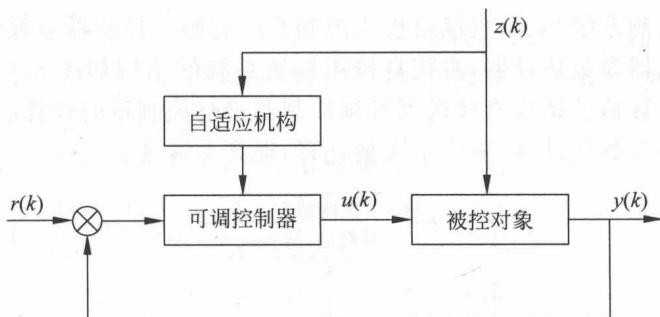 z(k)
自适应机构
r(k)
可调控制器
u(k)
被控对象
y(k)